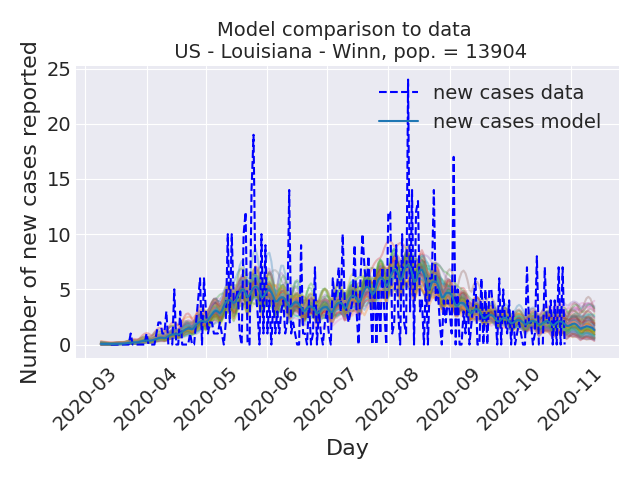 Model comparison to data
US - Louisiana - Winn, pop. = 13904
Number of new cases reported
25
20
15
10
5
0
new cases data
new cases model
2020-03
2020-04
2020-05
2020-06
2020-07
2020-08
2020-09
2020-10
2020-11
Day